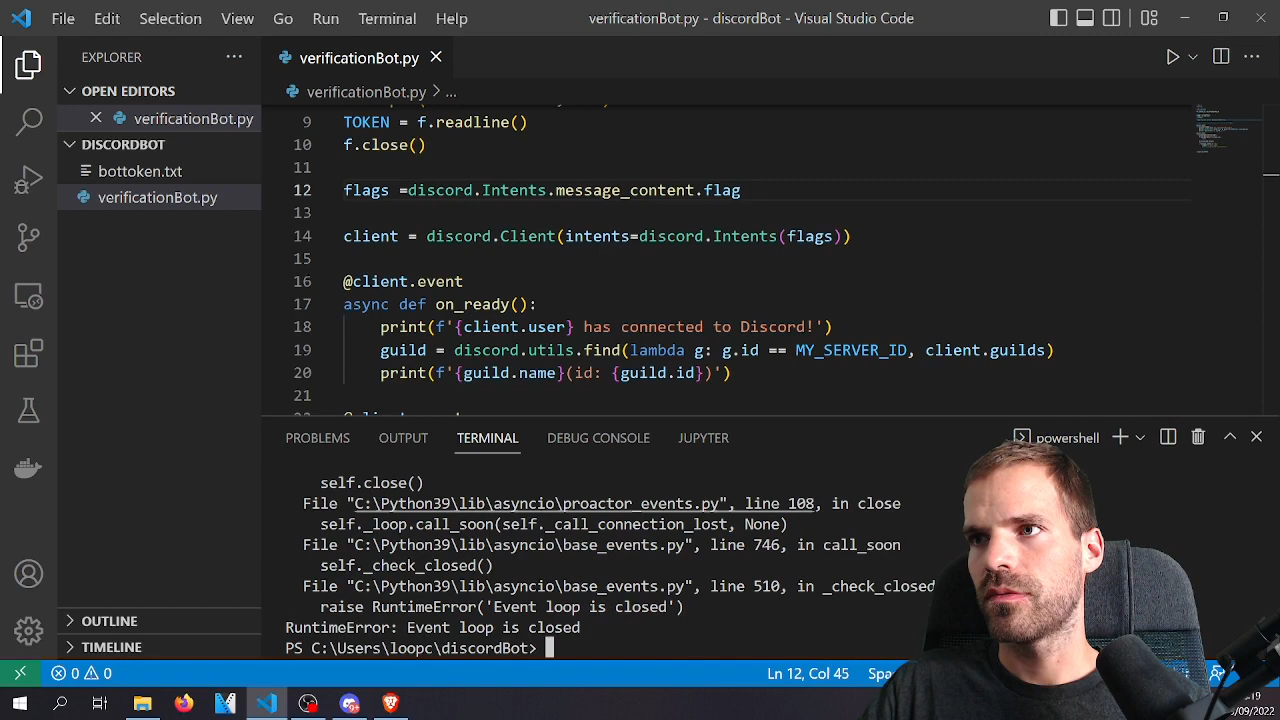 File Edit Selection View Go Run Terminal Help verificationBot.py - discordBot - Visual Studio Code
EXPLORER
OPEN EDITORS
verificationBot.py
DISCORDBOT
bottoken.txt
verificationBot.py
OUTLINE
TIMELINE
verificationBot.py
verificationBot.py > ...
9 TOKEN = f.readline()
10 f.close()
11
12 flags =discord.Intents.message_content.flag
13
14 client = discord.Client(intents=discord.Intents(flags))
15
16 @client.event
17 async def on_ready():
18 print(f'{client.user} has connected to Discord!')
19 guild = discord.utils.find(lambda g: g.id == MY_SERVER_ID, client.guilds)
20 print(f'{guild.name}(id: {guild.id})')
21
PROBLEMS OUTPUT TERMINAL DEBUG CONSOLE JUPYTER
powershell
self.close()
File "C:\Python39\lib\asyncio\proactor_events.py", line 108, in close
self._loop.call_soon(self._call_connection_lost, None)
File "C:\Python39\lib\asyncio\base_events.py", line 746, in call_soon
self._check_closed()
File "C:\Python39\lib\asyncio\base_events.py", line 510, in _check_closed
raise RuntimeError('Event loop is closed')
RuntimeError: Event loop is closed
PS C:\Users\loopc\discordBot>
0 0 Ln 12, Col 45
/09/2022